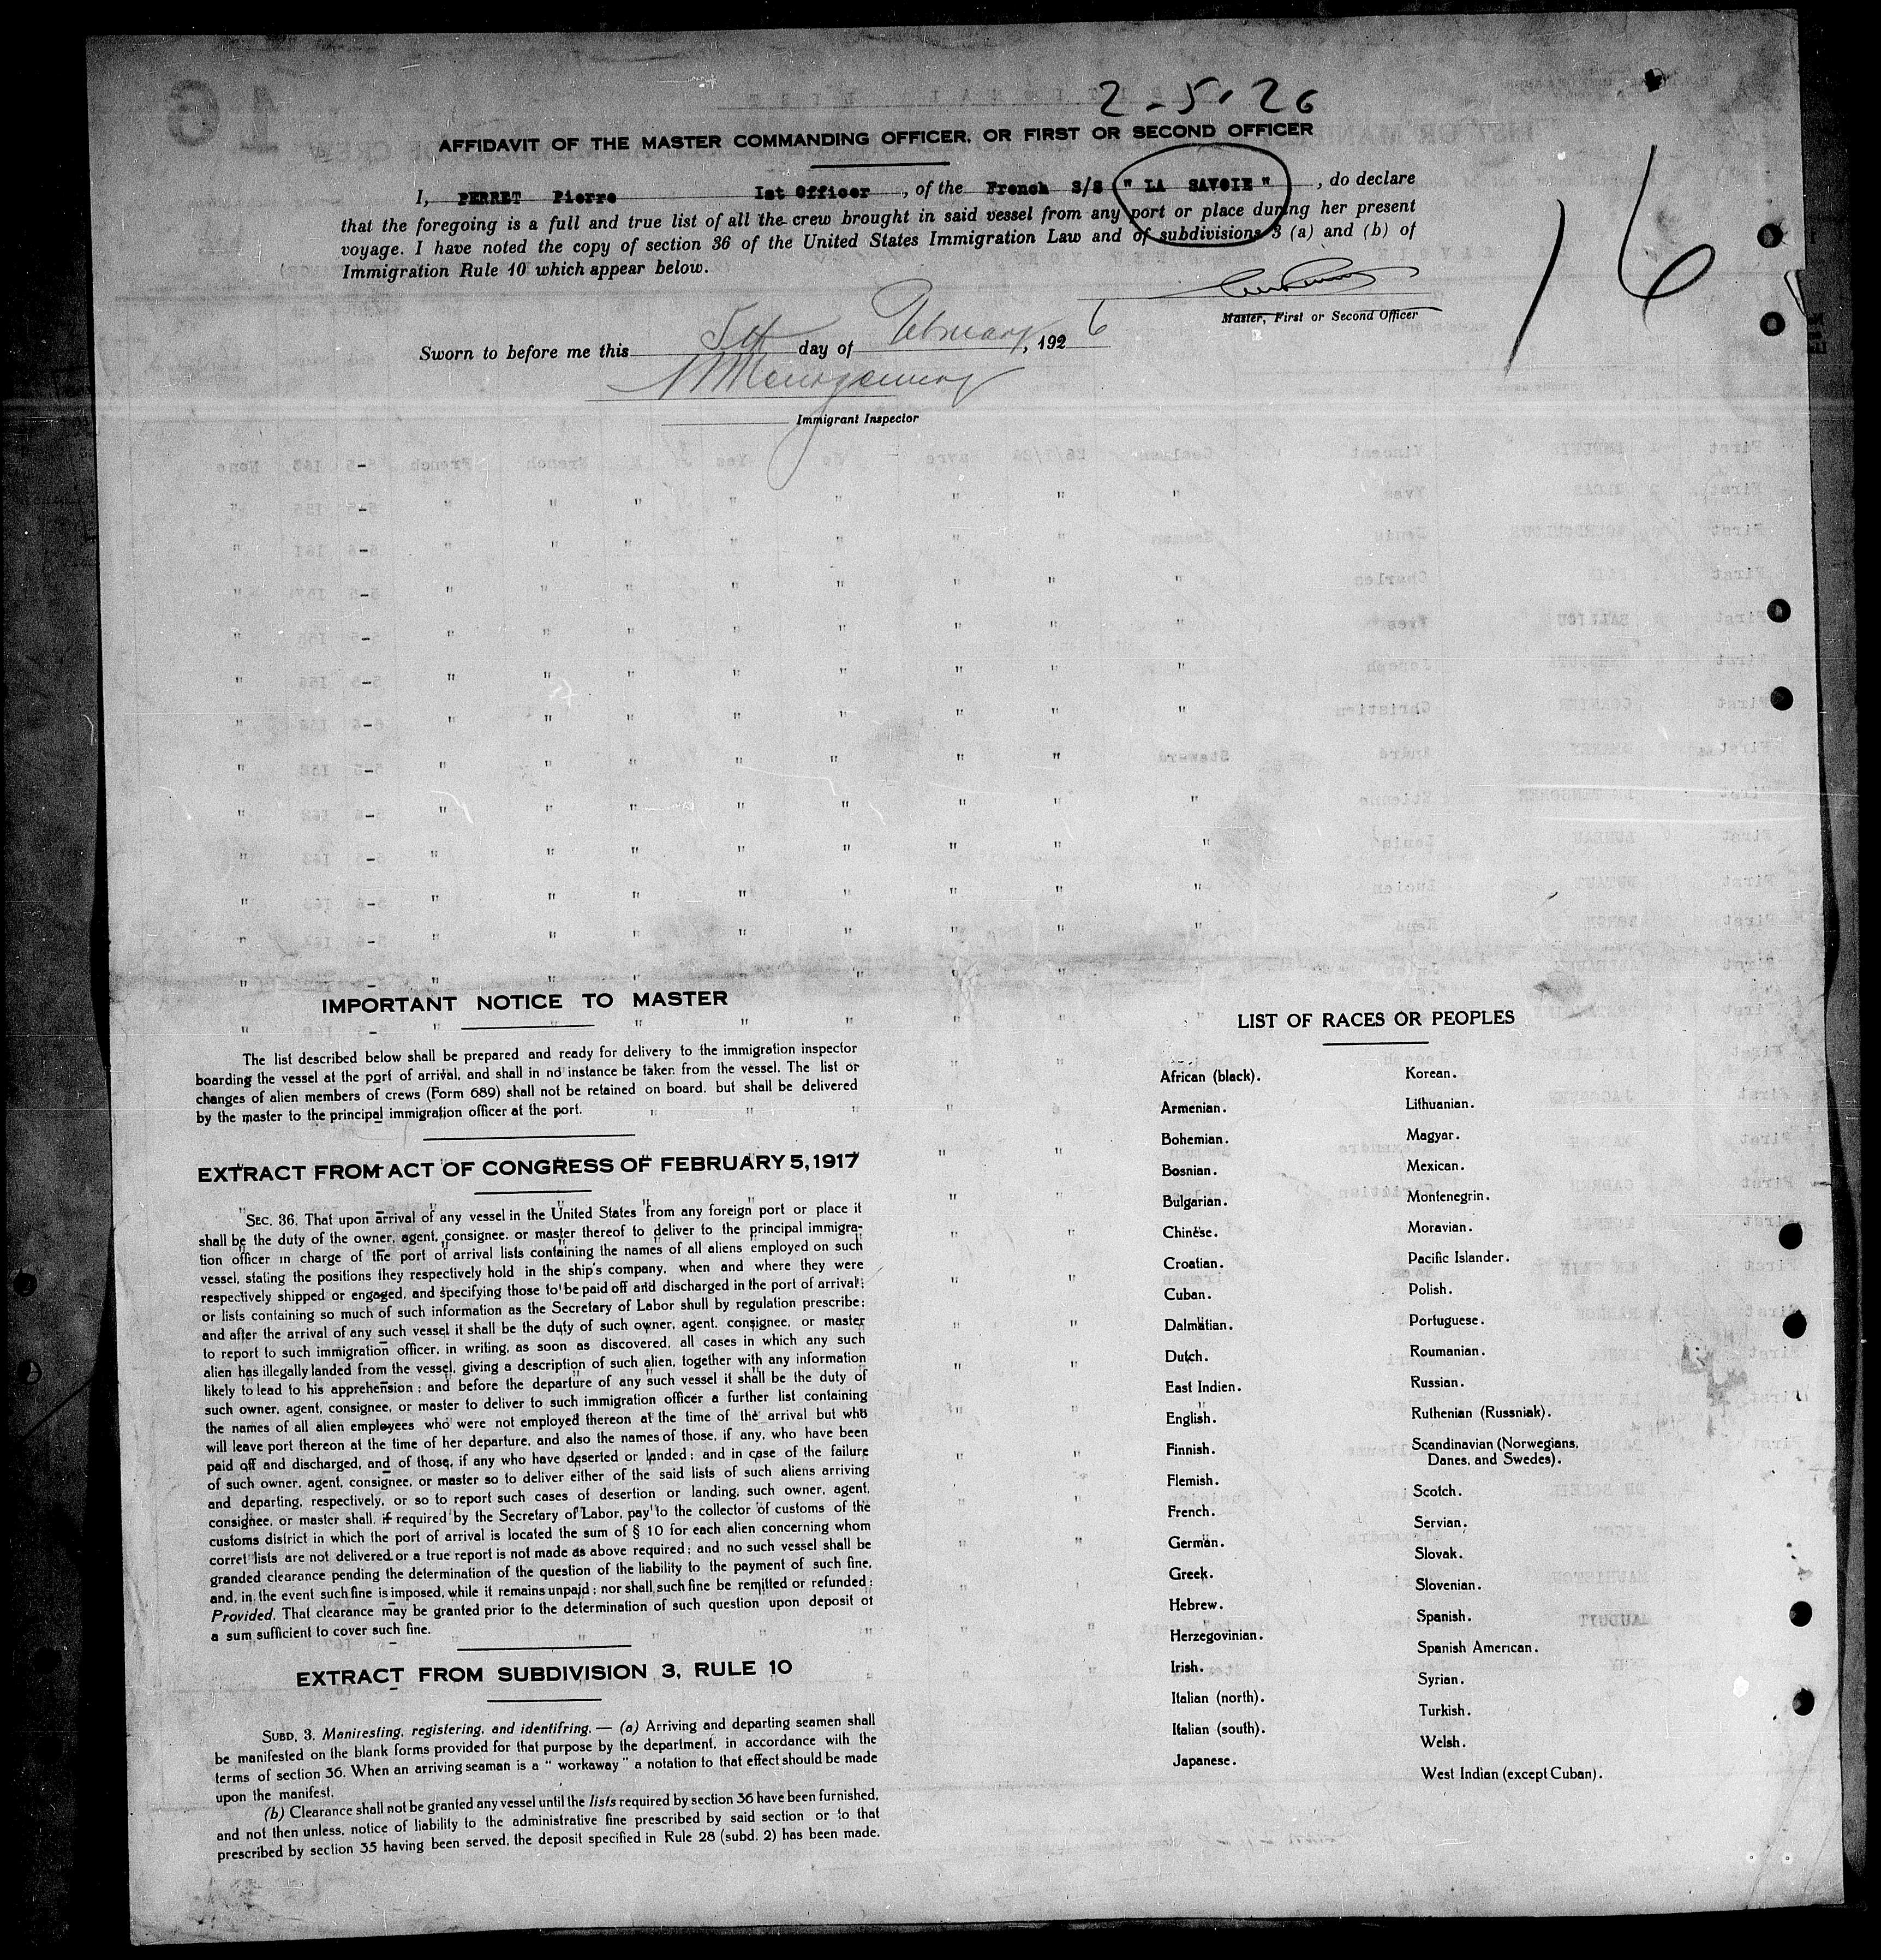 2-5-26
AFFIDAVIT OF THE MASTER COMMANDING OFFICER, OR FIRST OR SECOND OFFICER
I, PERRET Pierre 1st Officer, of the French S/S " LA SAVOIE ", do declare
that the foregoing is a full and true list of all the crew brought in said vessel from any port or place during her present
voyage. I have noted the copy of section 36 of the United States Immigration Law and of subdivisions 3 (a) and (b) of
Immigration Rule 10 which appear below.
16
Master, First or Second Officer
Sworn to before me this 5th day of February, 1926
Montgomery
Immigrant Inspector
IMPORTANT NOTICE TO MASTER
The list described below shall be prepared and ready for delivery to the immigration inspector
boarding the vessel at the port of arrival, and shall in no instance be taken from the vessel. The list or
changes of alien members of crews (Form 689) shall not be retained on board. but shall be delivered
by the master to the principal immigration officer at the port.
EXTRACT FROM ACT OF CONGRESS OF FEBRUARY 5, 1917
SEC. 36. That upon arrival of any vessel in the United States from any foreign port or place it
shall be the duty of the owner, agent, consignee, or master thereof to deliver to the principal immigra-
tion officer in charge of the port of arrival lists containing the names of all aliens employed on such
vessel, stating the positions they respectively hold in the ship's company, when and where they were
respectively shipped or engaged, and specifying those to be paid off and discharged in the port of arrival;
or lists containing so much of such information as the Secretary of Labor shull by regulation prescribe;
and after the arrival of any such vessel it shall be the duty of such owner, agent, consignee, or master
to report to such immigration officer, in writing, as soon as discovered, all cases in which any such
alien has illegally landed from the vessel, giving a description of such alien, together with any information
likely to lead to his apprehension ; and before the departure of any such vessel it shall be the duty of
such owner, agent, consignee, or master to deliver to such immigration officer a further list containing
the names of all alien employees who were not employed thereon at the time of the arrival but who
will leave port thereon at the time of her departure, and also the names of those, if any, who have been
paid off and discharged, and of those, if any who have deserted or landed ; and in case of the failure
of such owner, agent, consignee, or master so to deliver either of the said lists of such aliens arriving
and departing, respectively, or so to report such cases of desertion or landing, such owner, agent,
consignee, or master shall, if required by the Secretary of Labor, pay to the collector of customs of the
customs district in which the port of arrival is located the sum of § 10 for each alien concerning whom
corret lists are not delivered or a true report is not made as above required ; and no such vessel shall be
granded clearance pending the determination of the question of the liability to the payment of such fine,
and, in the event such fine is imposed, while it remains unpaid ; nor shall such fine be remitted or refunded ;
Provided, That clearance may be granted prior to the determination of such question upon deposit of
a sum sufficient to cover such fine.
EXTRACT FROM SUBDIVISION 3, RULE 10
SUBD. 3. Manifesting, registering, and identifring. — (a) Arriving and departing seamen shall
be manifested on the blank forms provided for that purpose by the department, in accordance with the
terms of section 36. When an arriving seaman is a " workaway " a notation to that effect should be made
upon the manifest.
(b) Clearance shall not be granted any vessel until the lists required by section 36 have been furnished,
and not then unless, notice of liability to the administrative fine prescribed by said section or to that
prescribed by section 35 having been served, the deposit specified in Rule 28 (subd. 2) has been made.
LIST OF RACES OR PEOPLES
African (black).
Armenian.
Bohemian.
Bosnian.
Bulgarian.
Chinese.
Croatian.
Cuban.
Dalmatian.
Dutch.
East Indien.
English.
Finnish.
Flemish.
French.
German.
Greek.
Hebrew.
Herzegovinian.
Irish.
Italian (north).
Italian (south).
Japanese.
Korean.
Lithuanian.
Magyar.
Mexican.
Montenegrin.
Moravian.
Pacific Islander.
Polish.
Portuguese.
Roumanian.
Russian.
Ruthenian (Russniak).
Scandinavian (Norwegians,
Danes, and Swedes).
Scotch.
Servian.
Slovak.
Slovenian.
Spanish.
Spanish American.
Syrian.
Turkish.
Welsh.
West Indian (except Cuban).